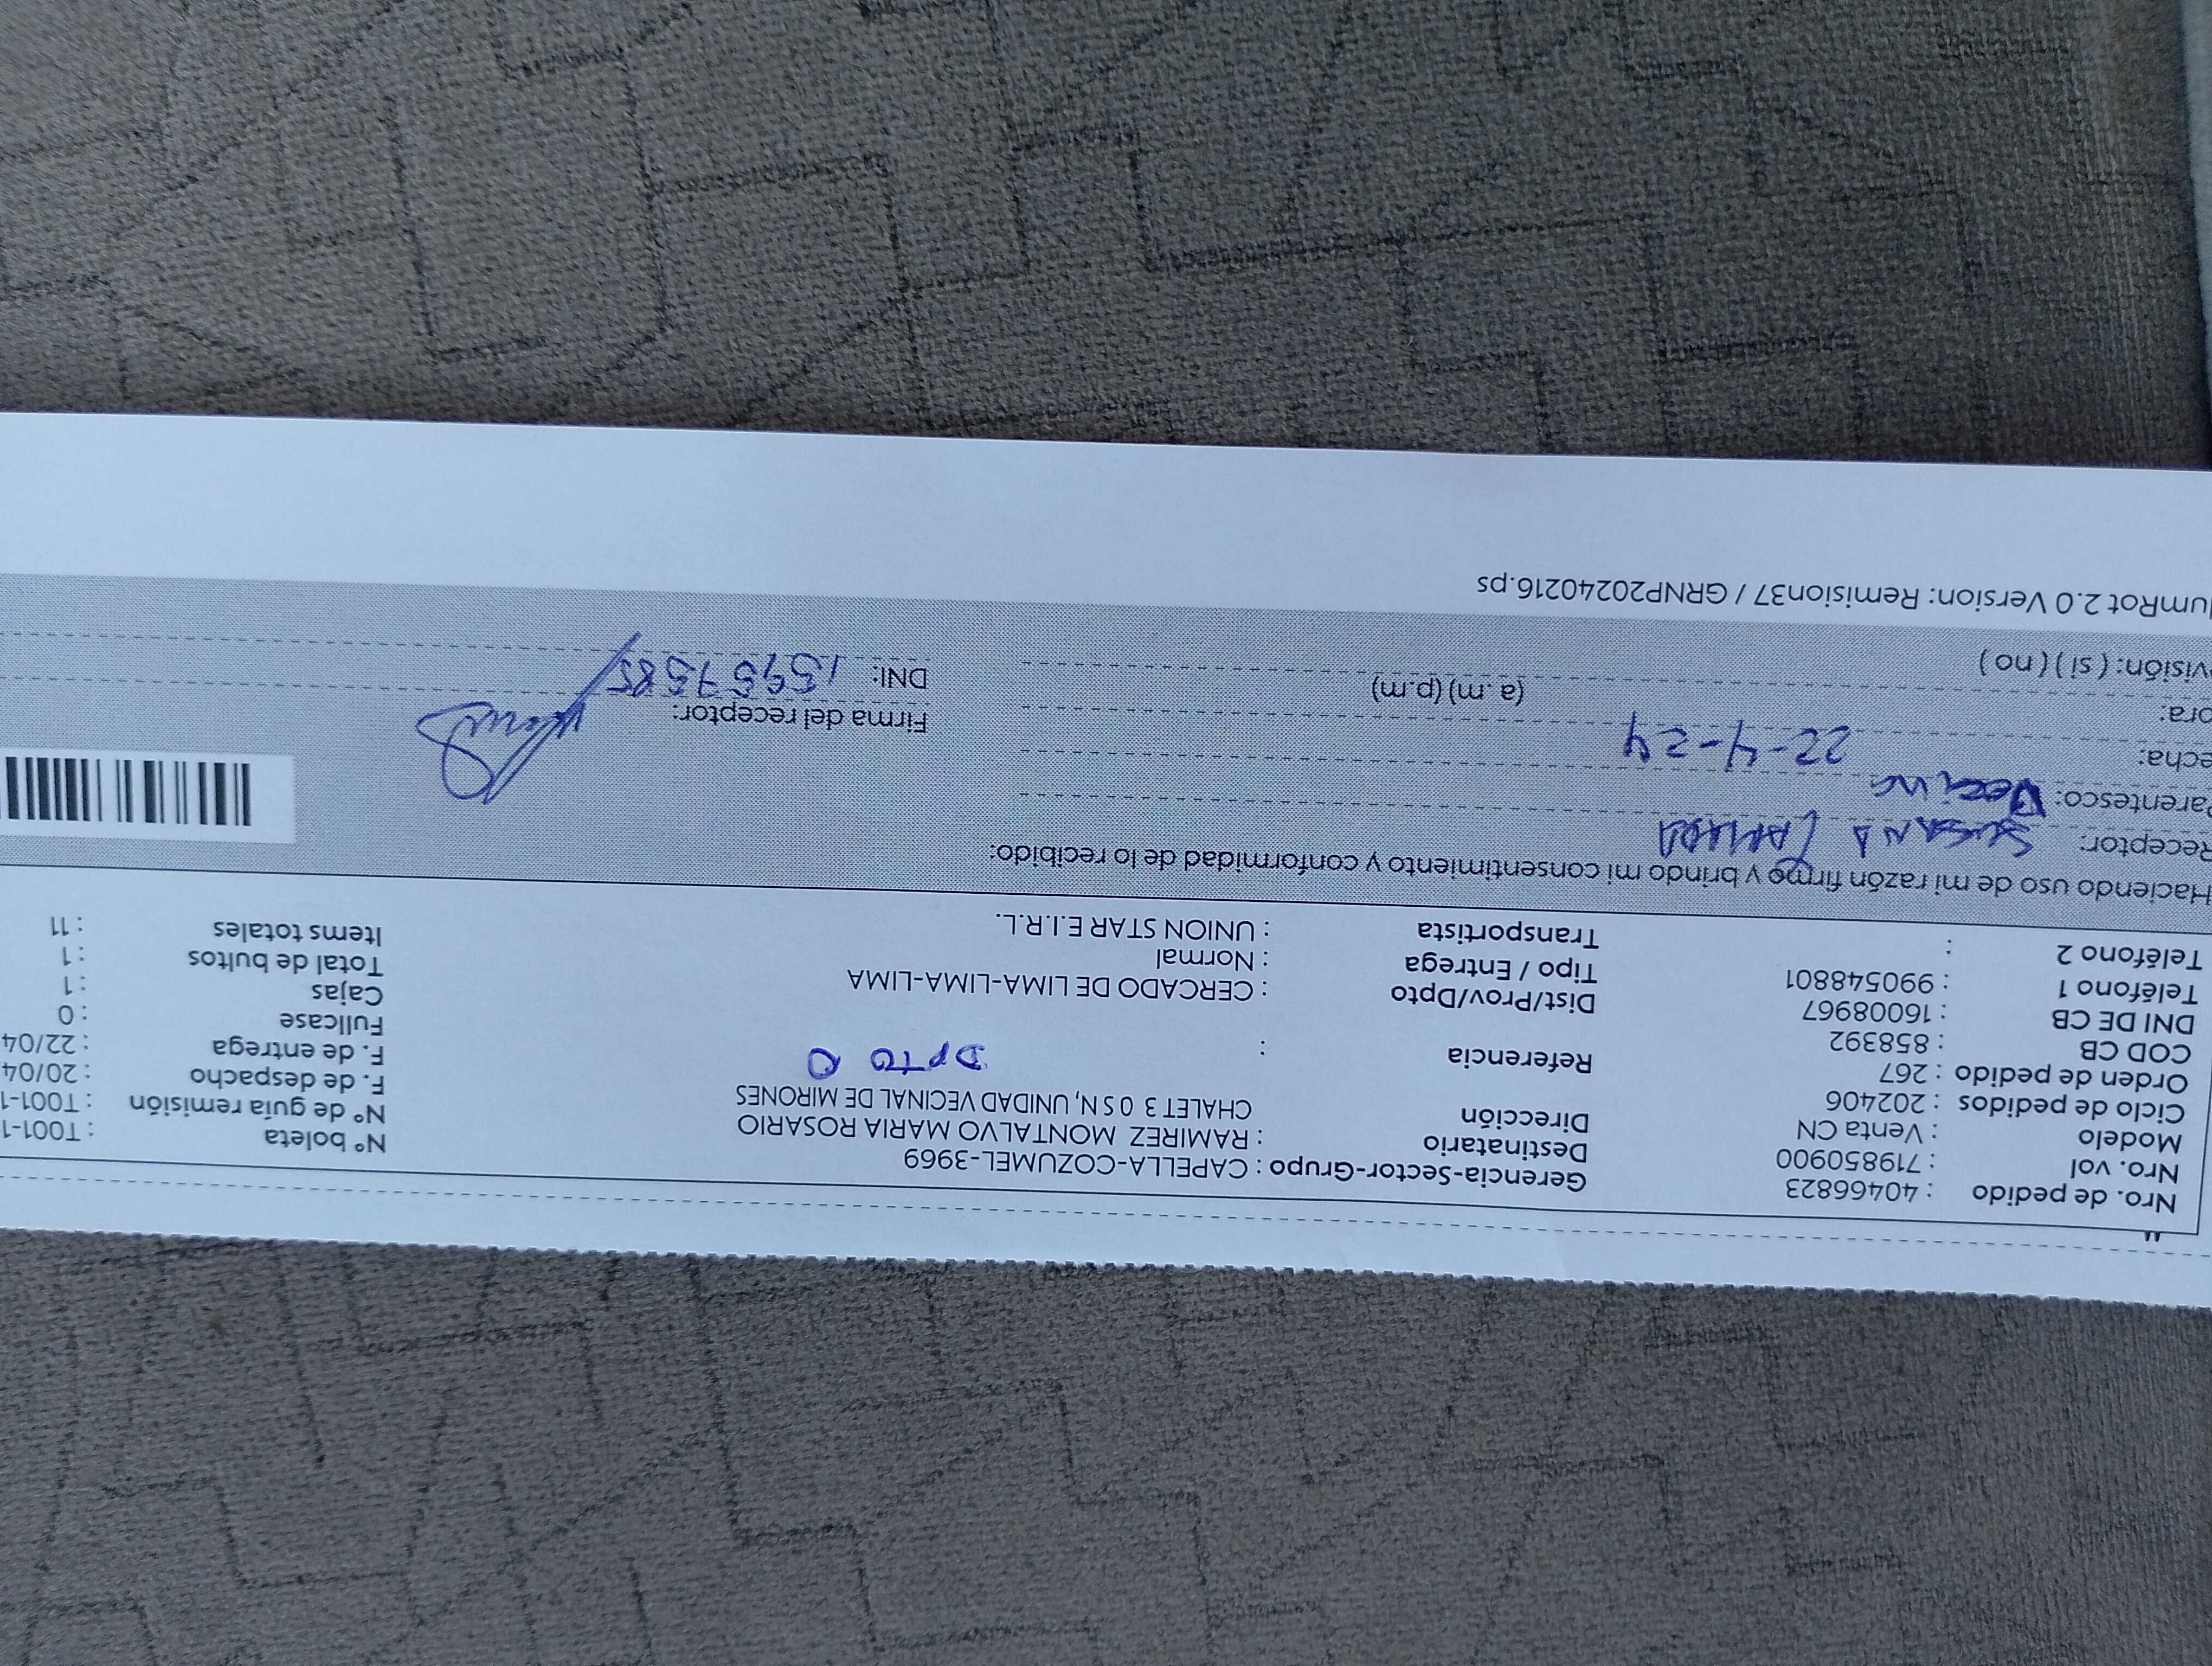 Nro. de pedido : 40466823
Nro. vol : 719850900
Modelo : Venta CN
Ciclo de pedidos : 202406
Orden de pedido : 267
COD CB : 858392
DNI DE CB : 16008967
Teléfono 1 : 990548801
Teléfono 2 :
Gerencia-Sector-Grupo : CAPELLA-COZUMEL-3969
Destinatario : RAMIREZ MONTALVO MARIA ROSARIO
Dirección CHALET 3 0 S N, UNIDAD VECINAL DE MIRONES
Referencia : DPTO O
Dist/Prov/Dpto : CERCADO DE LIMA-LIMA-LIMA
Tipo / Entrega : Normal
Transportista : UNION STAR E.I.R.L.
Nº boleta : T001-1
Nº de guía remisión : T001-1
F. de despacho : 20/04
F. de entrega : 22/04
Fullcase : 0
Cajas : 1
Total de bultos : 1
Items totales : 11
Haciendo uso de mi razón firmo y brindo mi consentimiento y conformidad de lo recibido:
Receptor: SUSANA
Parentesco: Vecina
echa: 22-4-24
ora: (a. m) (p.m)
visión: ( si ) ( no )
Firma del receptor:
DNI:
umRot 2.0 Version: Remision37 / GRNP20240216.ps